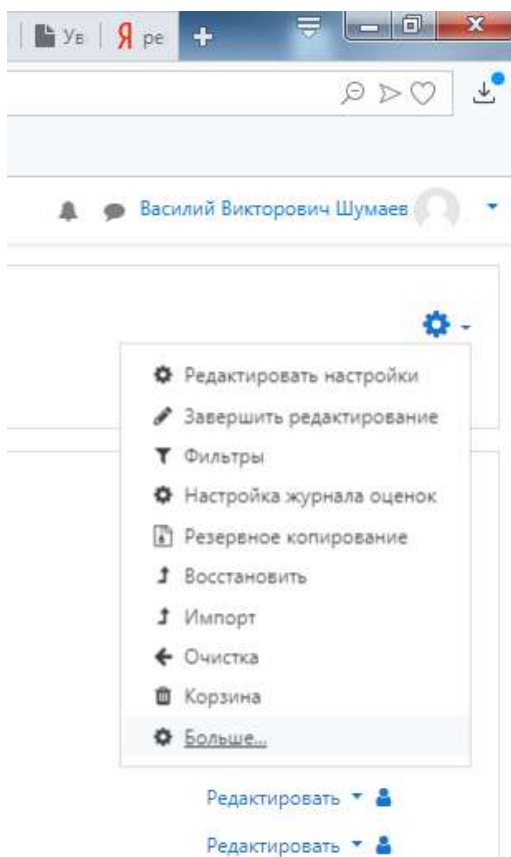 Ув
Я ре
Василий Викторович Шумаев
Редактировать настройки
Завершить редактирование
Фильтры
Настройка журнала оценок
Резервное копирование
Восстановить
Импорт
Очистка
Корзина
Больше...
Редактировать
Редактировать